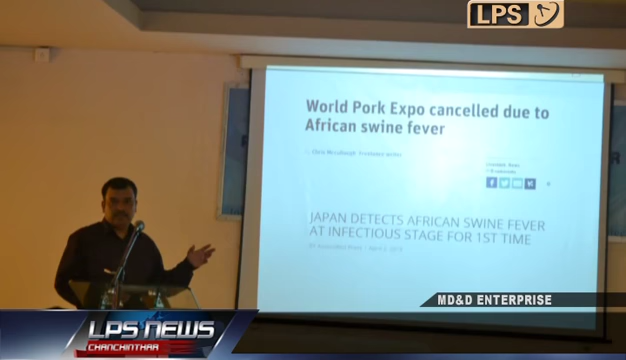 LPS
World Pork Expo cancelled due to
African swine fever
JAPAN DETECTS AFRICAN SWINE FEVER
AT INFECTIOUS STAGE FOR 1ST TIME
MD&D ENTERPRISE
LPS NEWS
CHANCHINTHAR